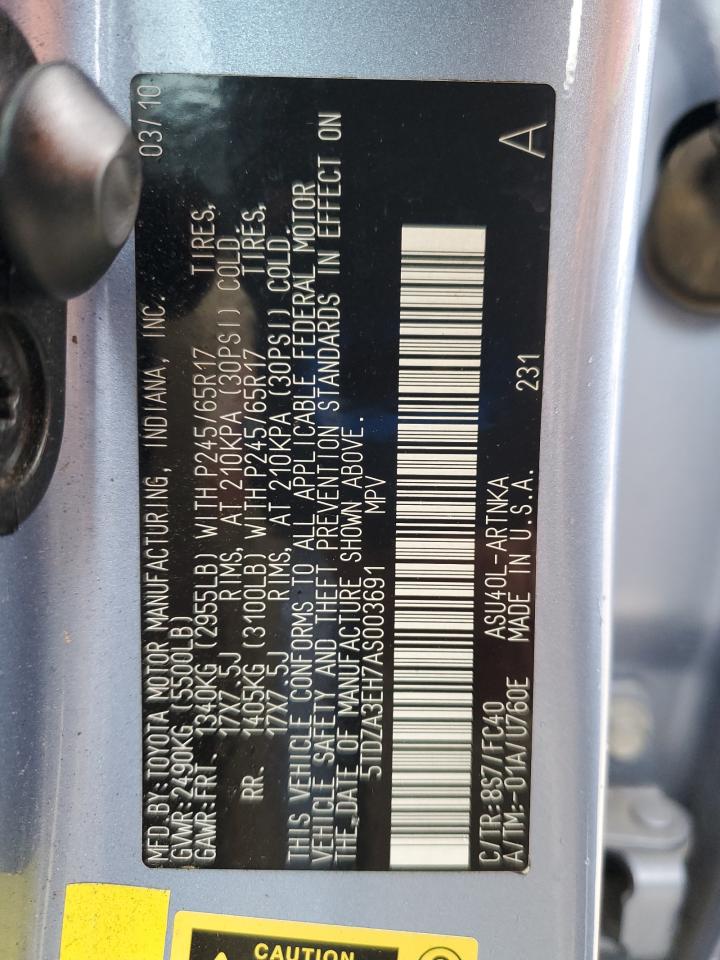 MFD.BY:TOYOTA MOTOR MANUFACTURING, INDIANA, INC. 03/10
GVWR:2490KG (5500LB)
GAWR:FRT. 1340KG (2955LB) WITH P245/65R17 TIRES,
17X7.5J RIMS, AT 210KPA (30PSI) COLD.
RR. 1405KG (3100LB) WITH P245/65R17 TIRES,
17X7.5J RIMS, AT 210KPA (30PSI) COLD.
THIS VEHICLE CONFORMS TO ALL APPLICABLE FEDERAL MOTOR
VEHICLE SAFETY AND THEFT PREVENTION STANDARDS IN EFFECT ON
THE DATE OF MANUFACTURE SHOWN ABOVE.
5TDZA3EH7AS003691 MPV
C/TR:8S7/FC40 ASU40L-ARTNKA
A/TM:-01A/U760E MADE IN U.S.A. 231 A
CAUTION